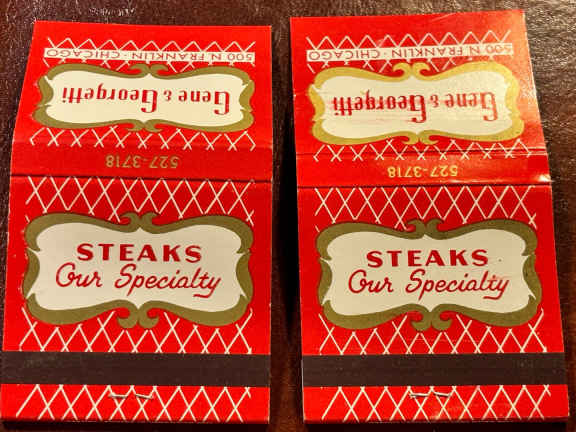 500 N. FRANKLIN · CHICAGO
Gene & Georgetti
527-3718
STEAKS
Our Specialty
500 N. FRANKLIN · CHICAGO
Gene & Georgetti
527-3718
STEAKS
Our Specialty